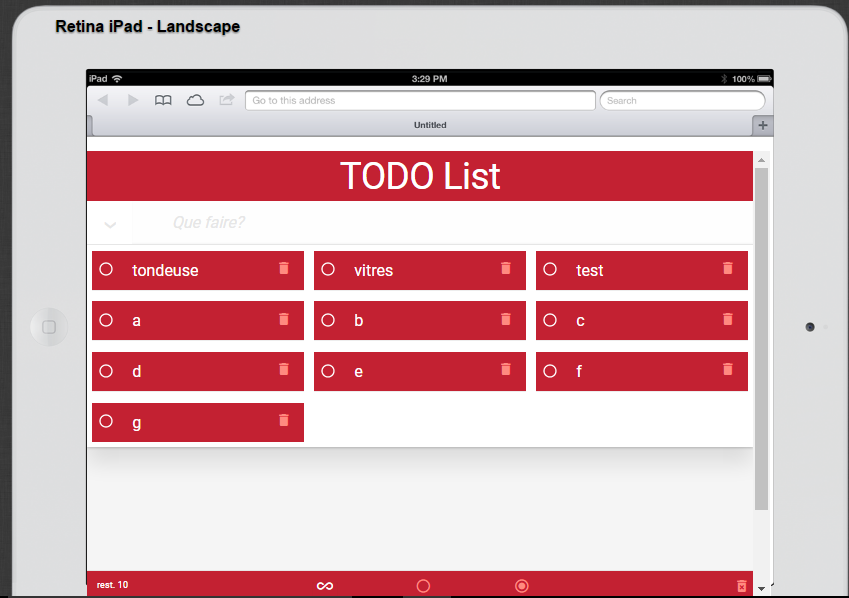 Retina iPad - Landscape
iPad 3:29 PM 100%
Go to this address Search
Untitled
TODO List
Que faire?
tondeuse vitres test
a b c
d e f
g
rest. 10